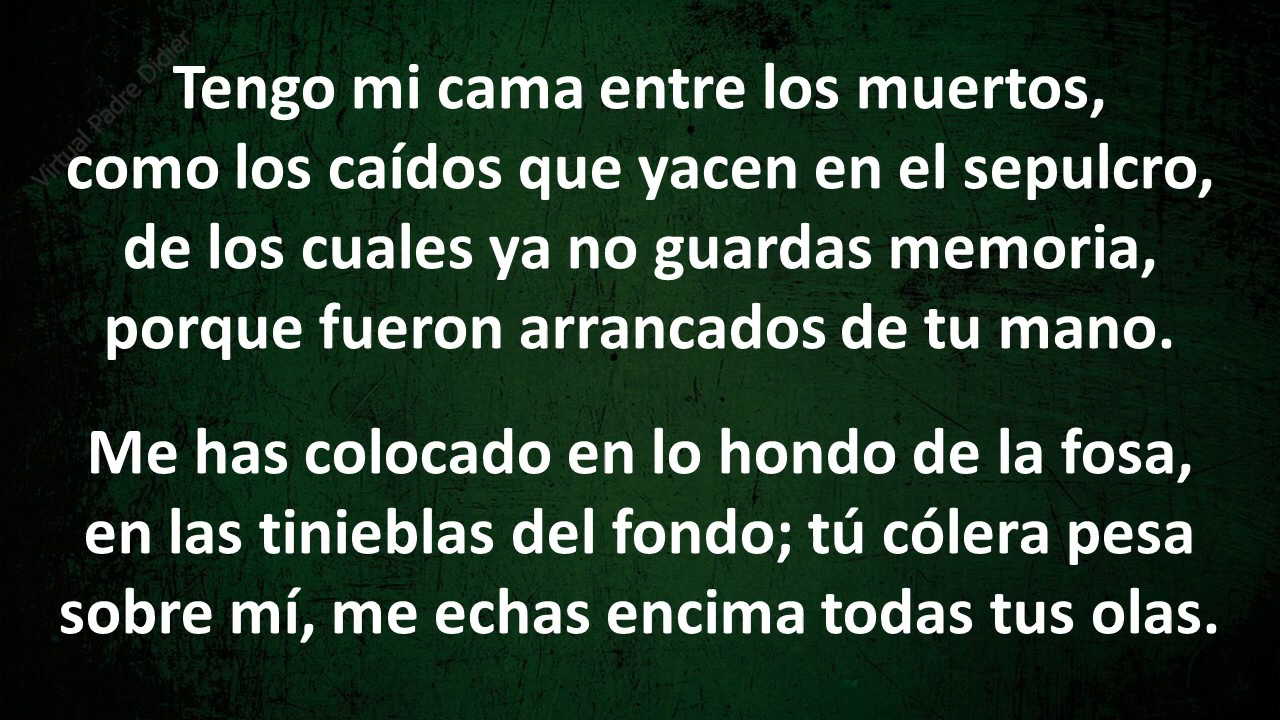 Virtual Padre Didier
Tengo mi cama entre los muertos,
como los caídos que yacen en el sepulcro,
de los cuales ya no guardas memoria,
porque fueron arrancados de tu mano.
Me has colocado en lo hondo de la fosa,
en las tinieblas del fondo; tú cólera pesa
sobre mí, me echas encima todas tus olas.